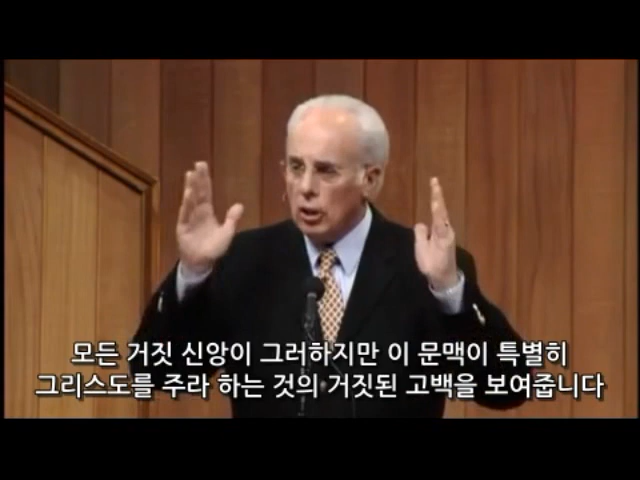 모든 거짓 신앙이 그러하지만 이 문맥이 특별히
그리스도를 주라 하는 것의 거짓된 고백을 보여줍니다